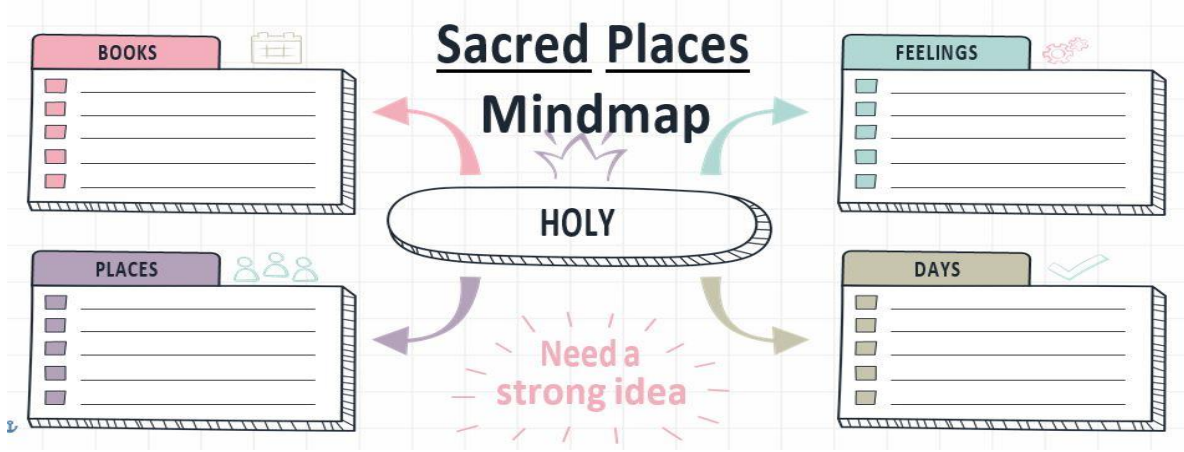 Sacred Places
Mindmap
BOOKS
FEELINGS
HOLY
PLACES
DAYS
Need a
strong idea